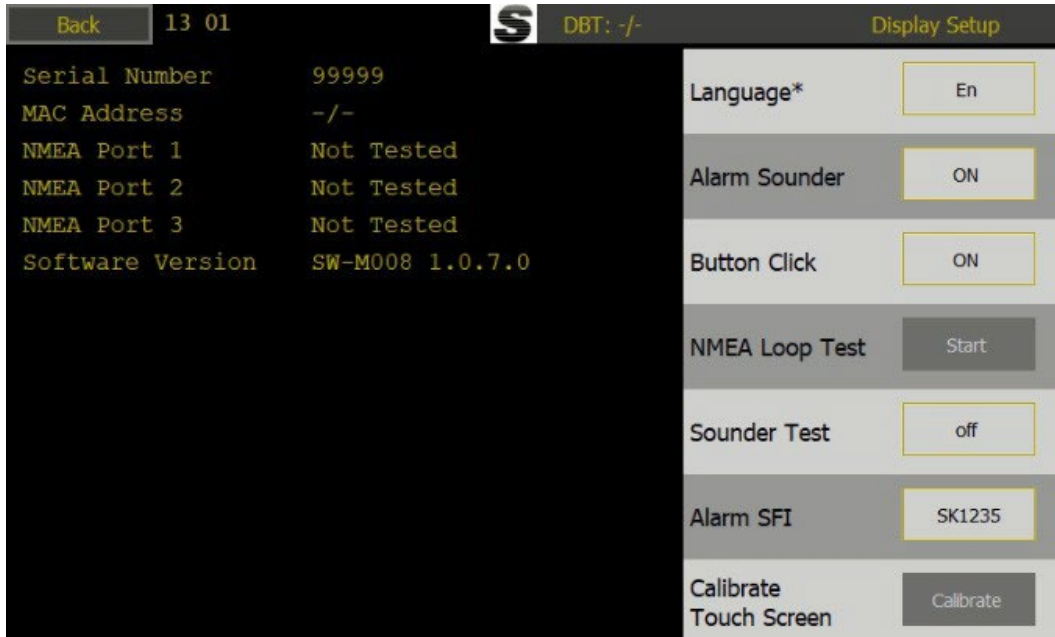 Back 13 01 S DBT: -/- Display Setup
Serial Number 99999
MAC Address -/-
NMEA Port 1 Not Tested
NMEA Port 2 Not Tested
NMEA Port 3 Not Tested
Software Version SW-M008 1.0.7.0
Language* En
Alarm Sounder ON
Button Click ON
NMEA Loop Test Start
Sounder Test off
Alarm SFI SK1235
Calibrate
Touch Screen Calibrate